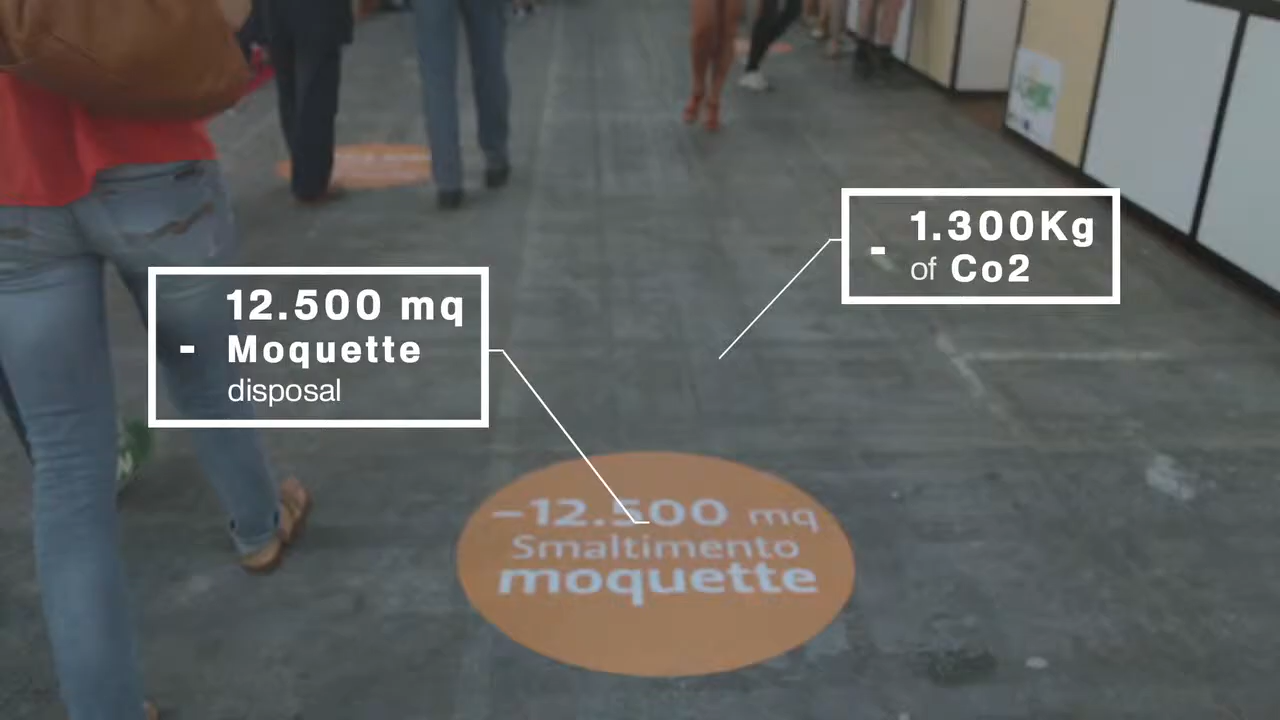 12.500 mq
- Moquette
disposal
1.300Kg
- of Co2
–12.500 mq
Smaltimento
moquette